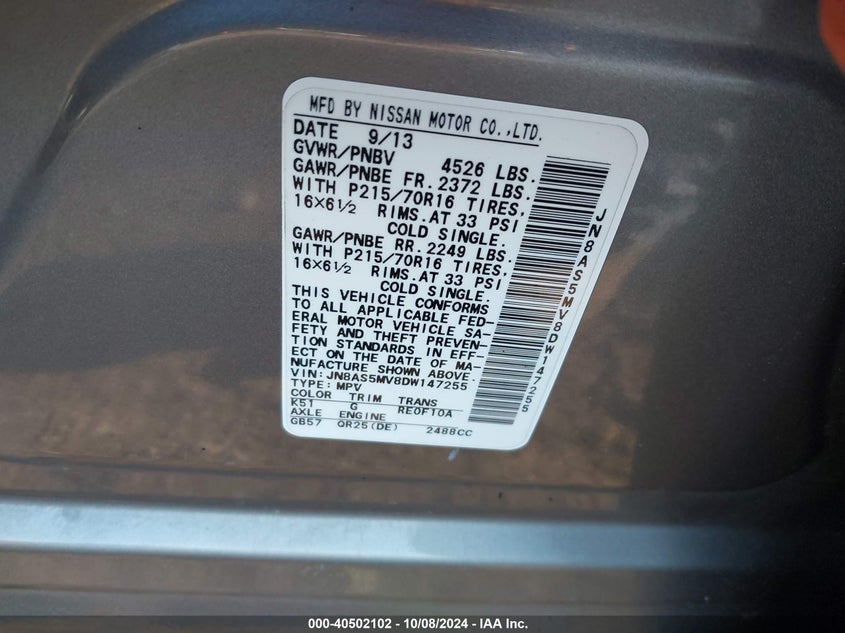 MFD BY NISSAN MOTOR CO.,LTD.
DATE 9/13
GVWR/PNBV 4526 LBS.
GAWR/PNBE FR. 2372 LBS.
WITH P215/70R16 TIRES,
16×6½ RIMS. AT 33 PSI
COLD SINGLE.
GAWR/PNBE RR. 2249 LBS.
WITH P215/70R16 TIRES,
16×6½ RIMS. AT 33 PSI
COLD SINGLE.
THIS VEHICLE CONFORMS
TO ALL APPLICABLE FED-
ERAL MOTOR VEHICLE SA-
FETY AND THEFT PREVEN-
TION STANDARDS IN EFF-
ECT ON THE DATE OF MA-
NUFACTURE SHOWN ABOVE.
VIN: JN8AS5MV8DW147255
TYPE: MPV
COLOR TRIM TRANS
K51 G RE0F10A
AXLE ENGINE
GB57 QR25(DE) 2488CC
JN8AS5MV8DW147255
000-40502102 - 10/08/2024 - IAA Inc.